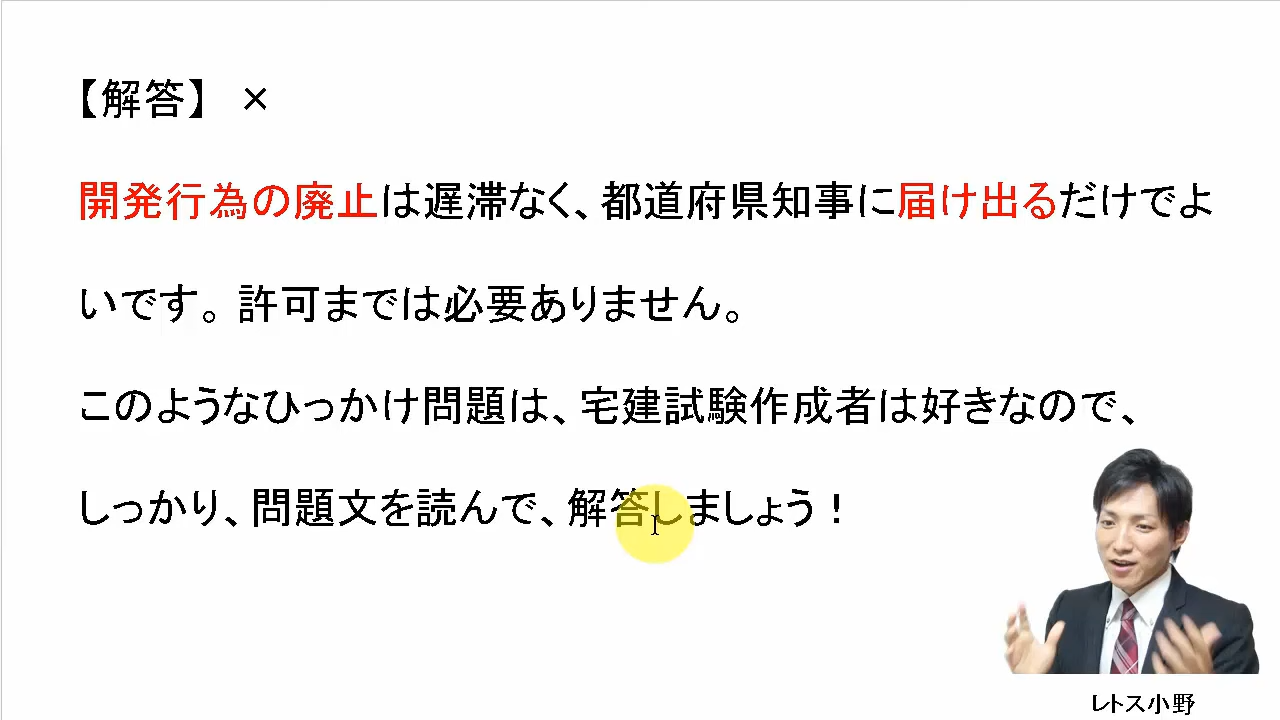 【解答】 ×
開発行為の廃止は遅滞なく、都道府県知事に届け出るだけでよ
いです。許可までは必要ありません。
このようなひっかけ問題は、宅建試験作成者は好きなので、
しっかり、問題文を読んで、解答しましょう！
レトス小野